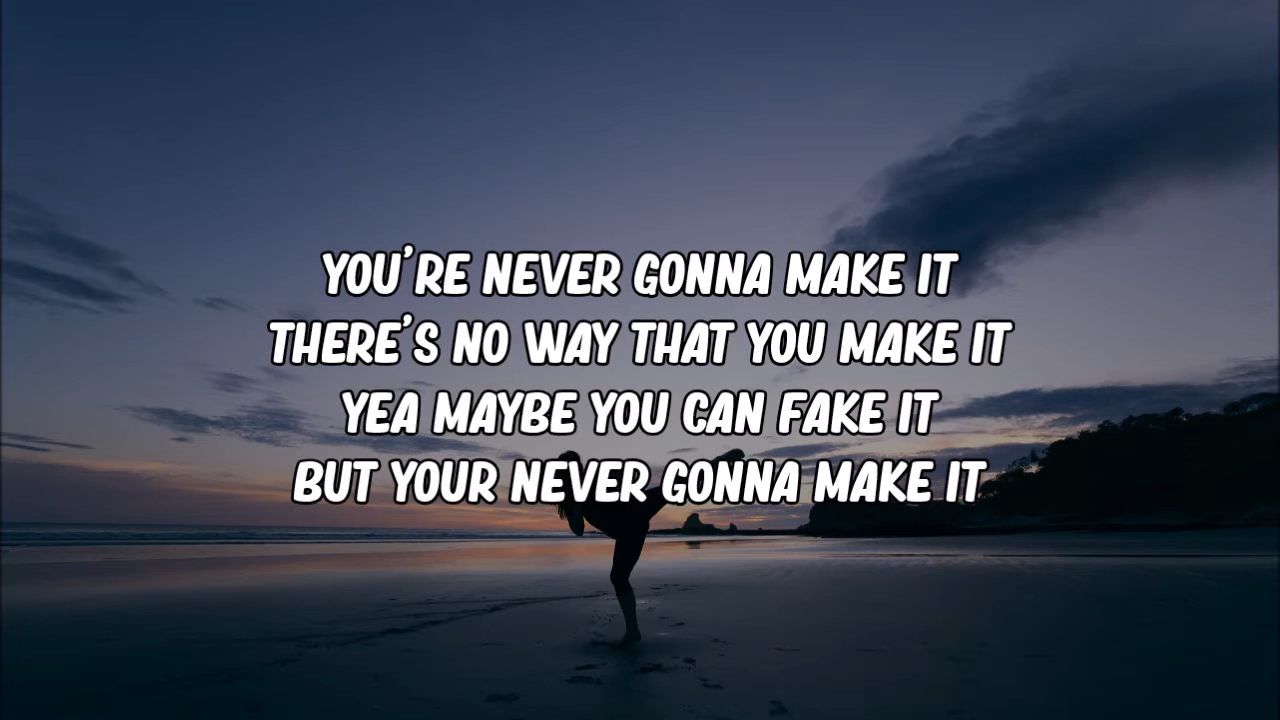 YOU'RE NEVER GONNA MAKE IT
THERE'S NO WAY THAT YOU MAKE IT
YEA MAYBE YOU CAN FAKE IT
BUT YOUR NEVER GONNA MAKE IT